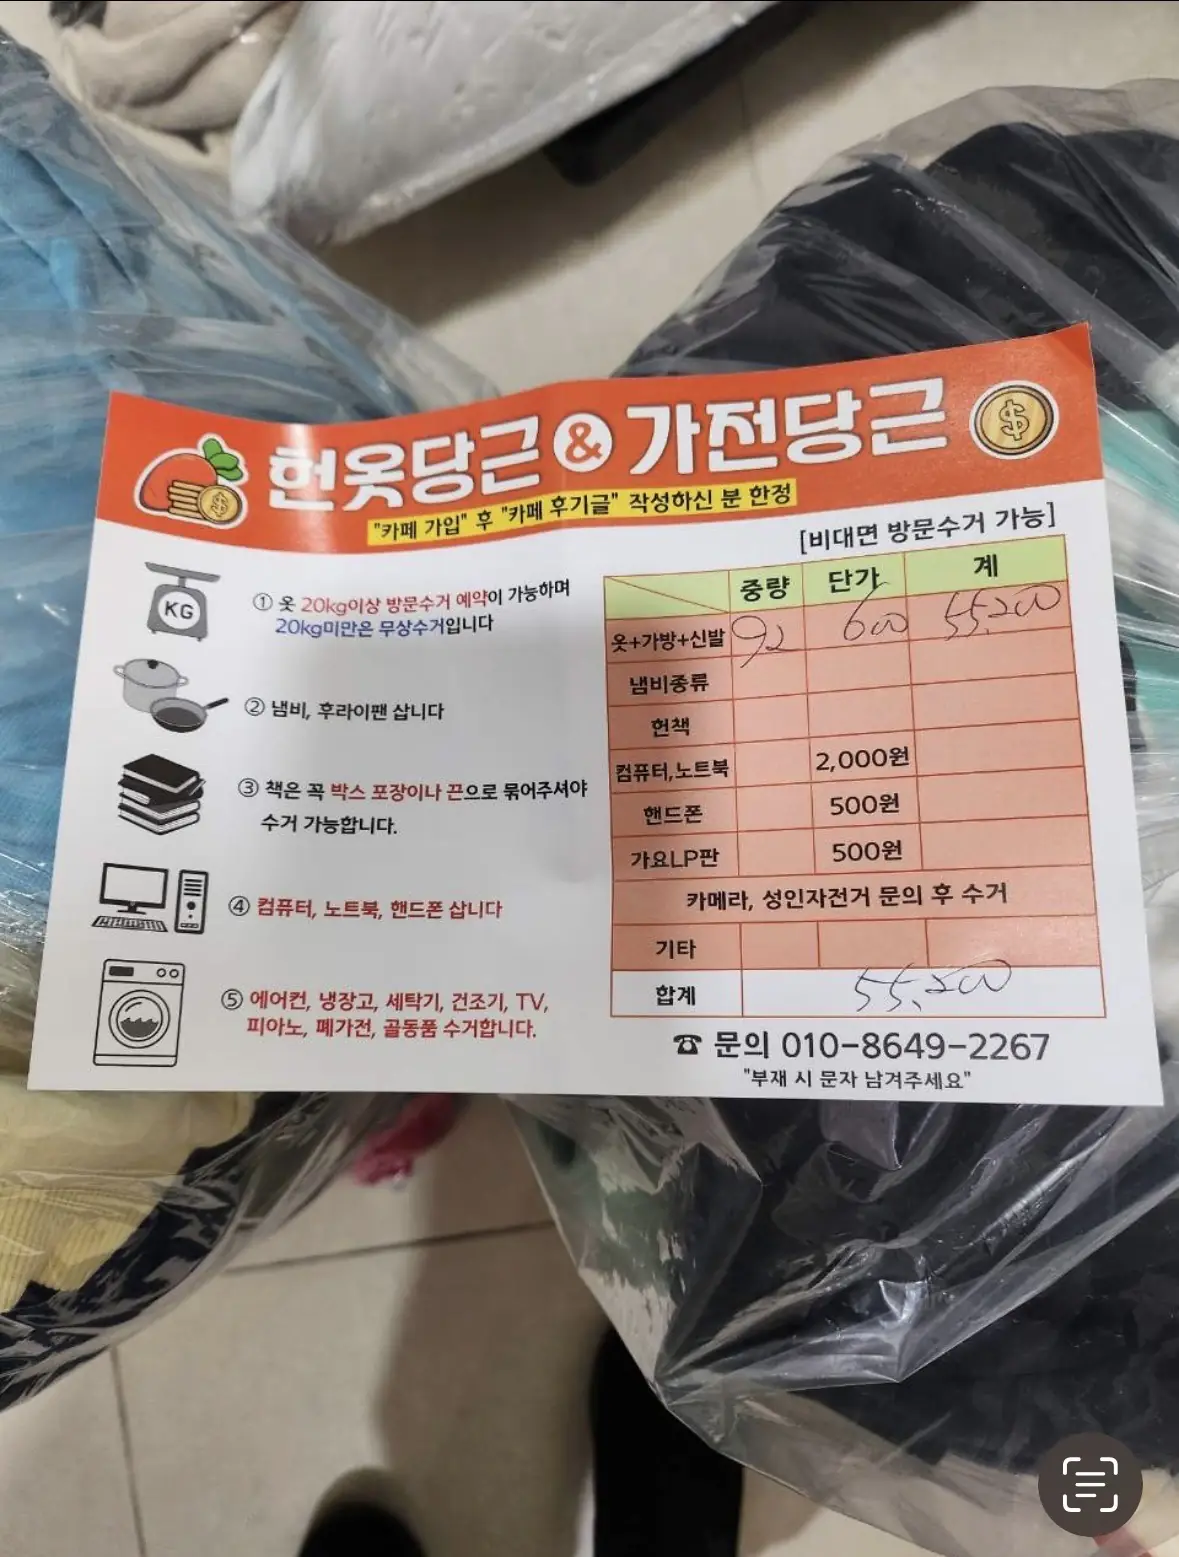 헌옷당근 & 가전당근
"카페 가입" 후 "카페 후기글" 작성하신 분 한정
[비대면 방문수거 가능]
KG
① 옷 20kg이상 방문수거 예약이 가능하며
20kg미만은 무상수거입니다
② 냄비, 후라이팬 삽니다
③ 책은 꼭 박스 포장이나 끈으로 묶어주셔야
수거 가능합니다.
④ 컴퓨터, 노트북, 핸드폰 삽니다
⑤ 에어컨, 냉장고, 세탁기, 건조기, TV,
피아노, 폐가전, 골동품 수거합니다.
중량 단가 계
옷+가방+신발 92 600 55,200
냄비종류
헌책
컴퓨터,노트북 2,000원
핸드폰 500원
가요LP판 500원
카메라, 성인자전거 문의 후 수거
기타
합계 55,200
☎ 문의 010-8649-2267
"부재 시 문자 남겨주세요"